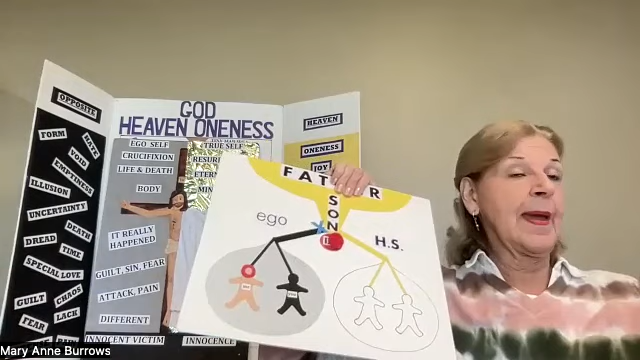 OPPOSITE
FORM
HATE
VOID
EMPTINESS
ILLUSION
UNCERTAINTY
DREAD
TIME
SPECIAL LOVE
GUILT
CHAOS
LACK
FEAR
GOD
HEAVEN ONENESS
EGO SELF
CRUCIFIXION
LIFE & DEATH
BODY
IT REALLY
HAPPENED
GUILT, SIN, FEAR
ATTACK, PAIN
DIFFERENT
INNOCENT VICTIM
INNOCENCE
TRUE SELF
HEAVEN
ONENESS
JOY
SON
ego
H.S.
Mary Anne Burrows